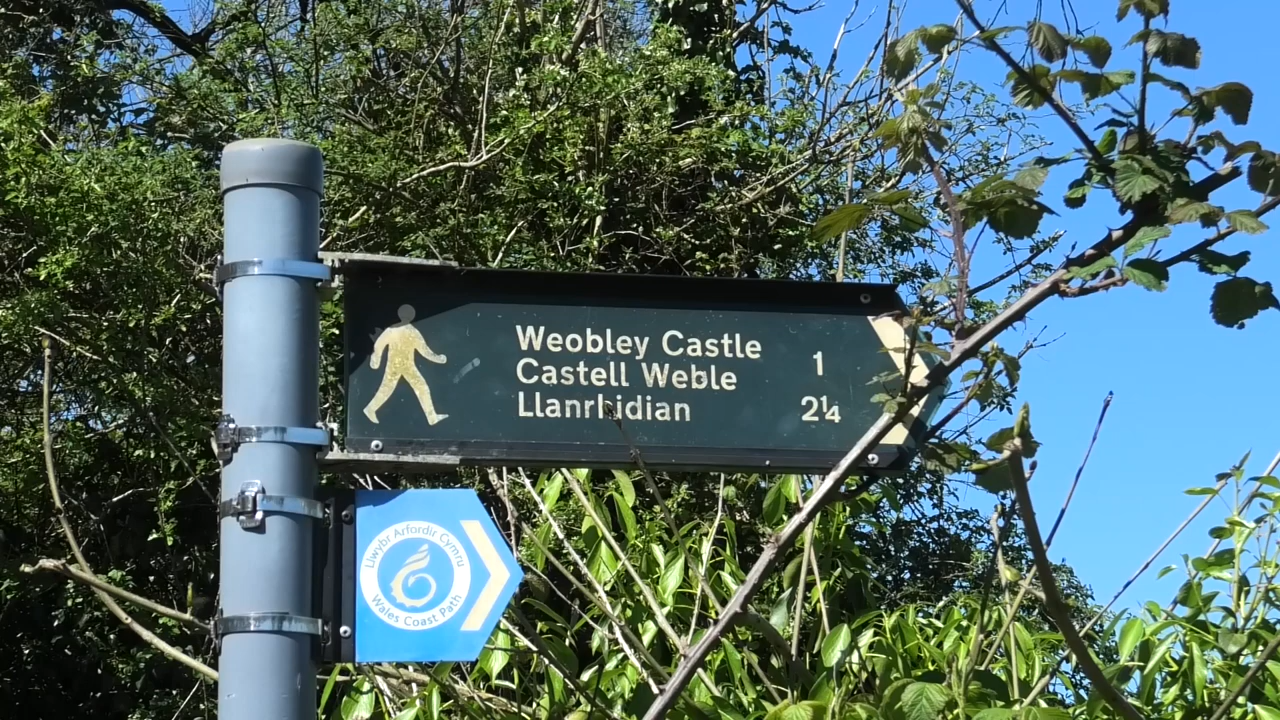 Weobley Castle 1
Castell Weble
Llanrhidian 2¼
Llwybr Arfordir Cymru
Wales Coast Path